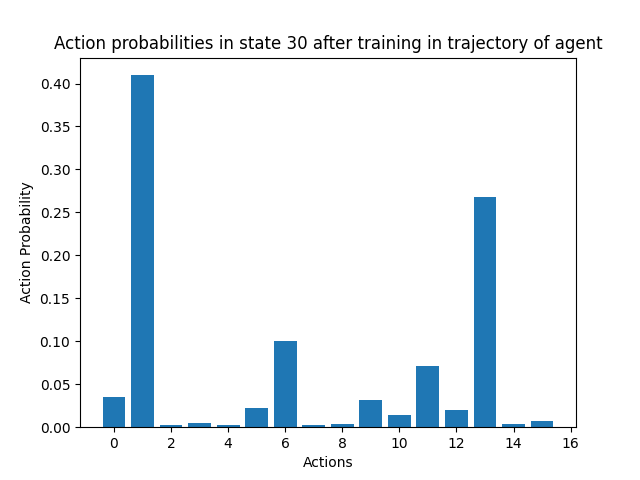 Action probabilities in state 30 after training in trajectory of agent
0.40
0.35
0.30
0.25
0.20
0.15
0.10
0.05
0.00
Action Probability
0 2 4 6 8 10 12 14 16
Actions